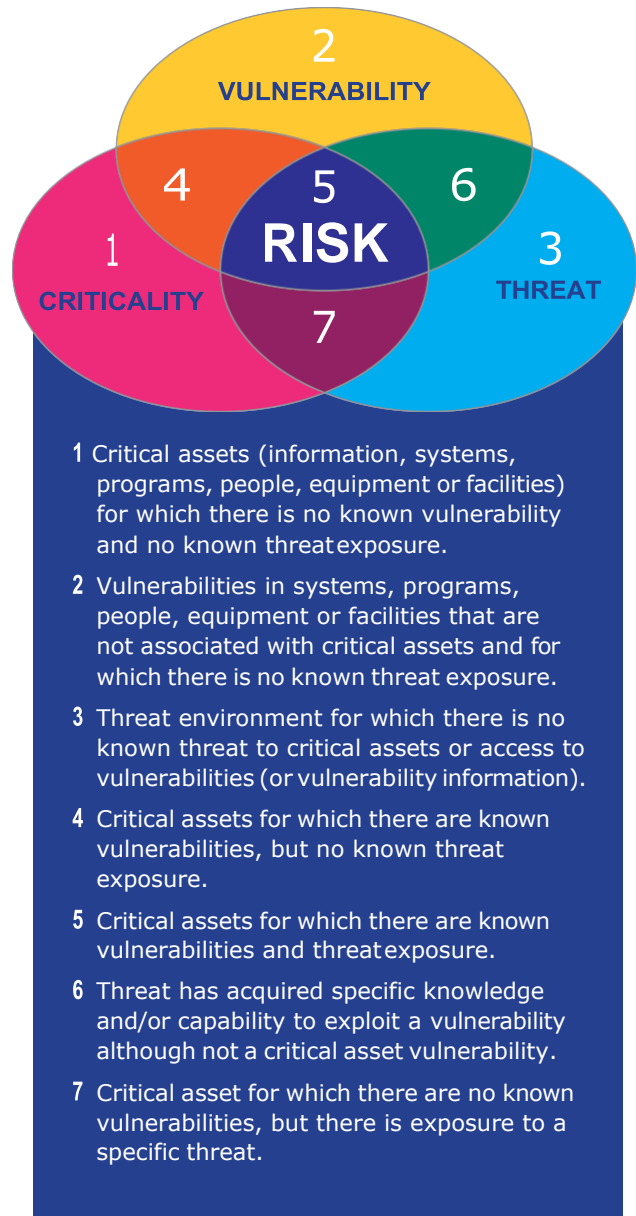 2
VULNERABILITY
4
5
6
RISK
1
3
CRITICALITY
THREAT
7
1 Critical assets (information, systems,
programs, people, equipment or facilities)
for which there is no known vulnerability
and no known threat exposure.
2 Vulnerabilities in systems, programs,
people, equipment or facilities that are
not associated with critical assets and for
which there is no known threat exposure.
3 Threat environment for which there is no
known threat to critical assets or access to
vulnerabilities (or vulnerability information).
4 Critical assets for which there are known
vulnerabilities, but no known threat
exposure.
5 Critical assets for which there are known
vulnerabilities and threat exposure.
6 Threat has acquired specific knowledge
and/or capability to exploit a vulnerability
although not a critical asset vulnerability.
7 Critical asset for which there are no known
vulnerabilities, but there is exposure to a
specific threat.